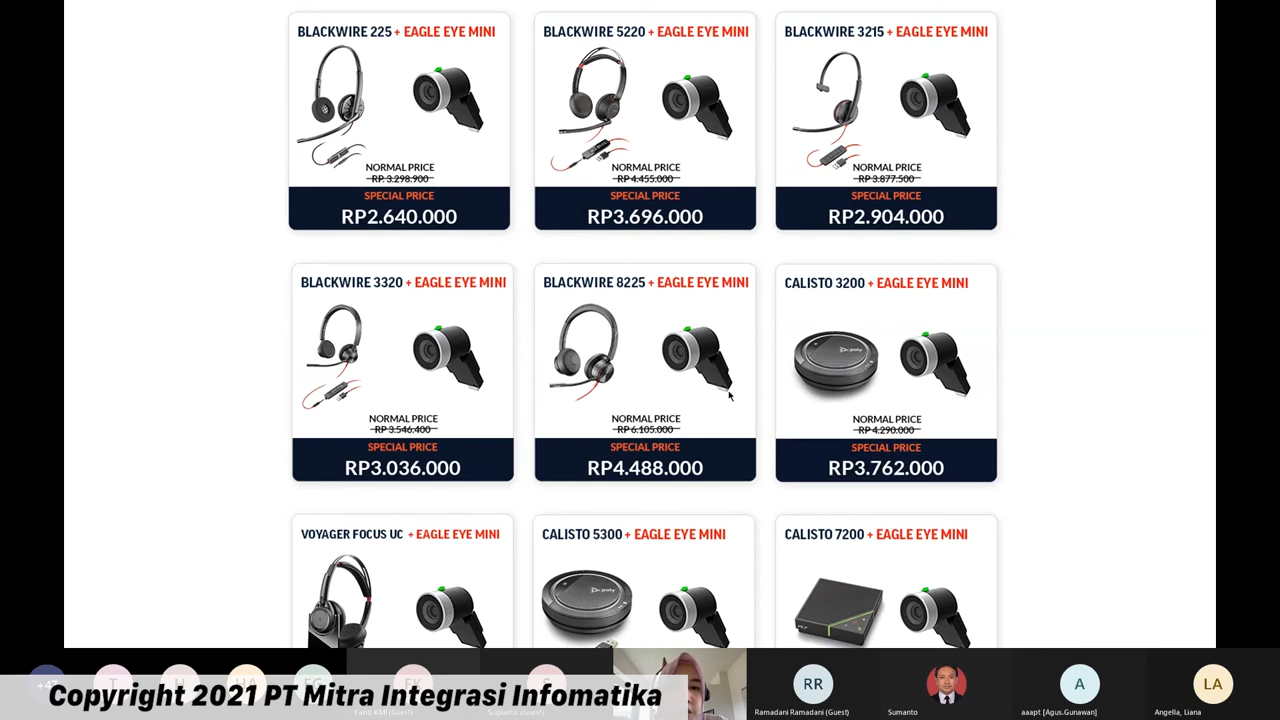 BLACKWIRE 225 + EAGLE EYE MINI
NORMAL PRICE
RP. 3.298.900
SPECIAL PRICE
RP2.640.000
BLACKWIRE 5220 + EAGLE EYE MINI
NORMAL PRICE
RP 4.455.000
SPECIAL PRICE
RP3.696.000
BLACKWIRE 3215 + EAGLE EYE MINI
NORMAL PRICE
RP 3.877.500
SPECIAL PRICE
RP2.904.000
BLACKWIRE 3320 + EAGLE EYE MINI
NORMAL PRICE
RP 3.546.400
SPECIAL PRICE
RP3.036.000
BLACKWIRE 8225 + EAGLE EYE MINI
NORMAL PRICE
RP 6.105.000
SPECIAL PRICE
RP4.488.000
CALISTO 3200 + EAGLE EYE MINI
poly
NORMAL PRICE
RP 4.290.000
SPECIAL PRICE
RP3.762.000
VOYAGER FOCUS UC + EAGLE EYE MINI
CALISTO 5300 + EAGLE EYE MINI
poly
CALISTO 7200 + EAGLE EYE MINI
Copyright 2021 PT Mitra Integrasi Infomatika
RR
Ramadani Ramadani (Guest)
Sumanto
A
aaapt [Agus.Gunawan]
LA
Angella, Liana